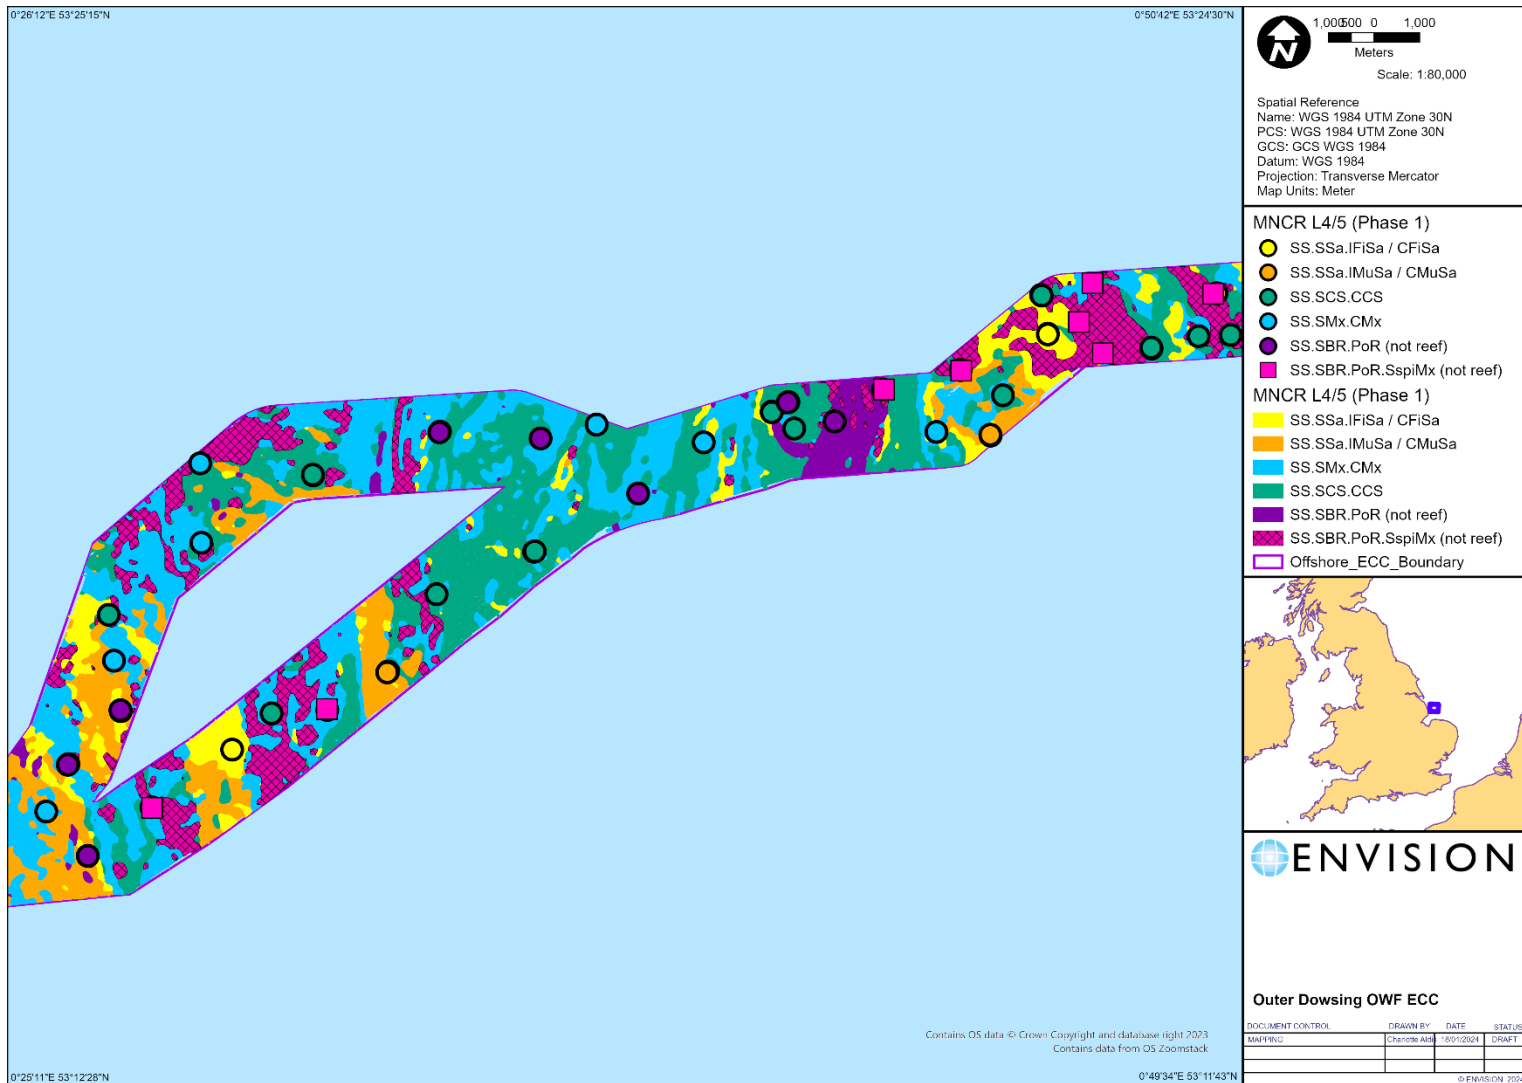 0°26'12"E 53°25'15"N
0°50'42"E 53°24'30"N
N
1,000500 0 1,000
Meters
Scale: 1:80,000
Spatial Reference
Name: WGS 1984 UTM Zone 30N
PCS: WGS 1984 UTM Zone 30N
GCS: GCS WGS 1984
Datum: WGS 1984
Projection: Transverse Mercator
Map Units: Meter
MNCR L4/5 (Phase 1)
SS.SSa.IFiSa / CFiSa
SS.SSa.IMuSa / CMuSa
SS.SCS.CCS
SS.SMx.CMx
SS.SBR.PoR (not reef)
SS.SBR.PoR.SspiMx (not reef)
MNCR L4/5 (Phase 1)
SS.SSa.IFiSa / CFiSa
SS.SSa.IMuSa / CMuSa
SS.SMx.CMx
SS.SCS.CCS
SS.SBR.PoR (not reef)
SS.SBR.PoR.SspiMx (not reef)
Offshore_ECC_Boundary
ENVISION
Outer Dowsing OWF ECC
DOCUMENT CONTROL DRAWN BY DATE STATUS
MAPPING Charlotte 18/01/2024 DRAFT
© ENVISION 2024
Contains OS data © Crown Copyright and database right 2023
Contains data from OS Zoomstack
0°25'11"E 53°12'28"N
0°49'34"E 53°11'43"N